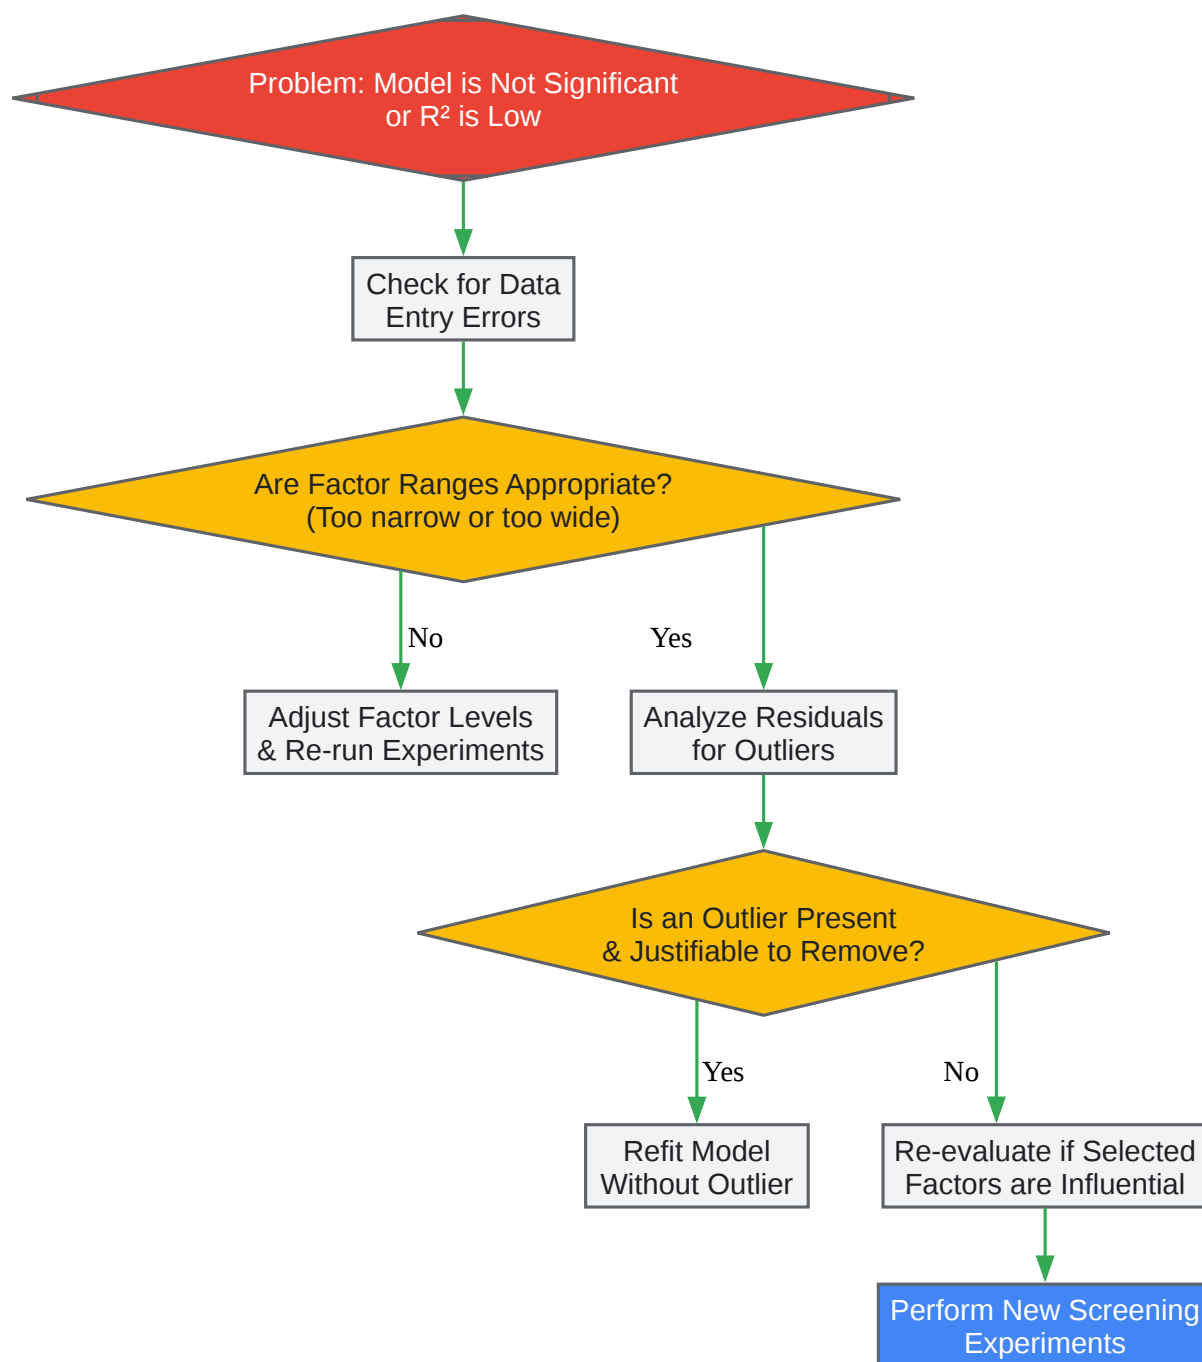 Problem: Model is Not Significant
or R² is Low
Check for Data
Entry Errors
Are Factor Ranges Appropriate?
(Too narrow or too wide)
No
Yes
Adjust Factor Levels
& Re-run Experiments
Analyze Residuals
for Outliers
Is an Outlier Present
& Justifiable to Remove?
Yes
No
Refit Model
Without Outlier
Re-evaluate if Selected
Factors are Influential
Perform New Screening
Experiments